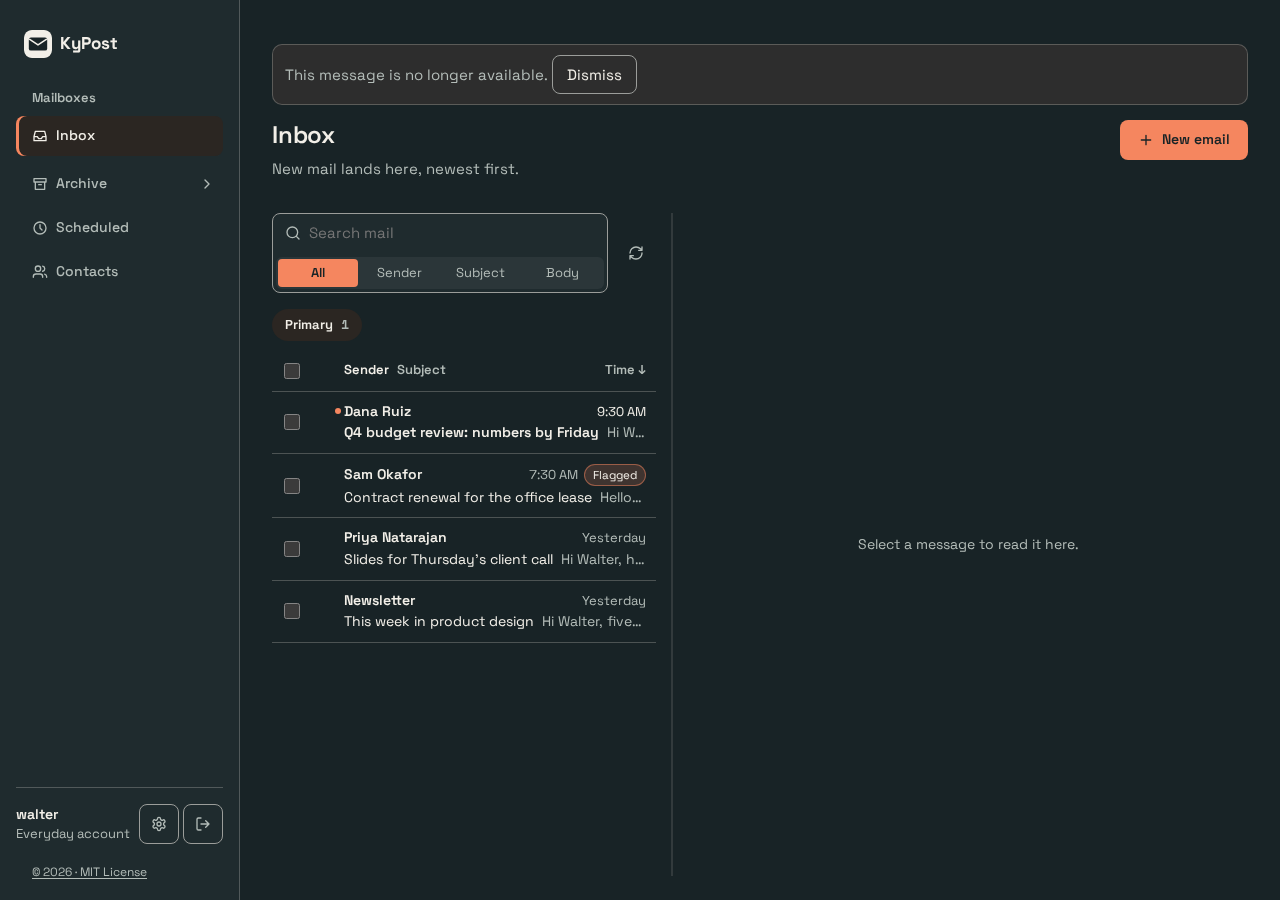 KyPost
Mailboxes
Inbox
Archive
Scheduled
Contacts
walter
Everyday account
© 2026 · MIT License
This message is no longer available. Dismiss
Inbox
New mail lands here, newest first.
New email
Search mail
All Sender Subject Body
Primary 1
Sender Subject Time ↓
Dana Ruiz 9:30 AM
Q4 budget review: numbers by Friday Hi W…
Sam Okafor 7:30 AM Flagged
Contract renewal for the office lease Hello…
Priya Natarajan Yesterday
Slides for Thursday's client call Hi Walter, h…
Newsletter Yesterday
This week in product design Hi Walter, five…
Select a message to read it here.